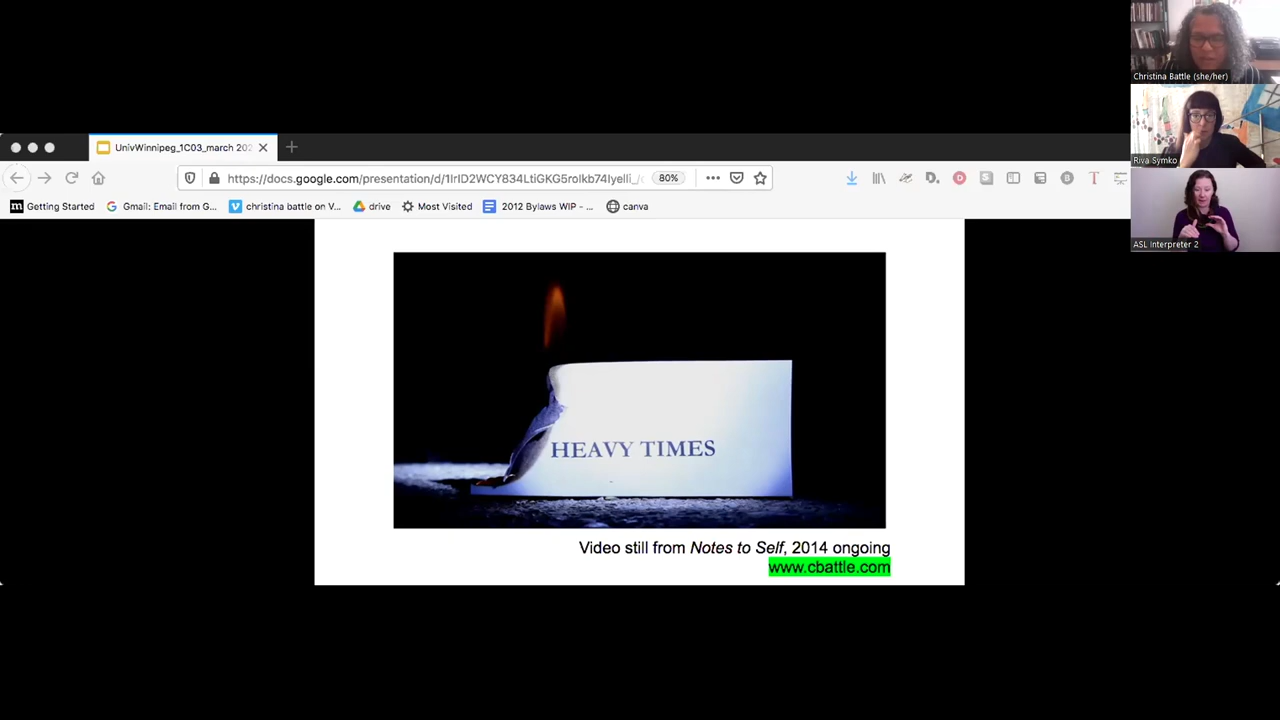 Christina Battle (she/her)
Riva Symko
ASL Interpreter 2
UnivWinnipeg_1C03_march 202
https://docs.google.com/presentation/d/
80%
Getting Started
Gmail: Email from G...
christina battle on V...
drive
Most Visited
2012 Bylaws WIP - ...
canva
HEAVY TIMES
Video still from Notes to Self, 2014 ongoing
www.cbattle.com